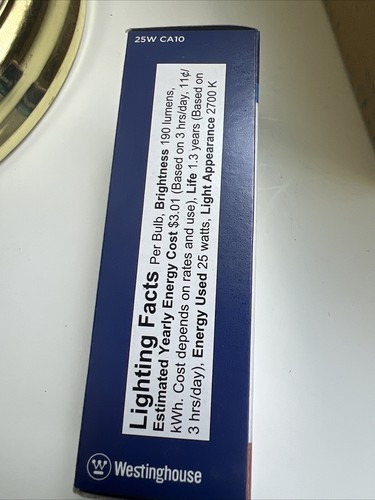 25W CA10
Lighting Facts Per Bulb, Brightness 190 lumens,
Estimated Yearly Energy Cost $3.01 (Based on 3 hrs/day, 11¢/
kWh. Cost depends on rates and use), Life 1.3 years (Based on
3 hrs/day), Energy Used 25 watts, Light Appearance 2700 K
W
Westinghouse